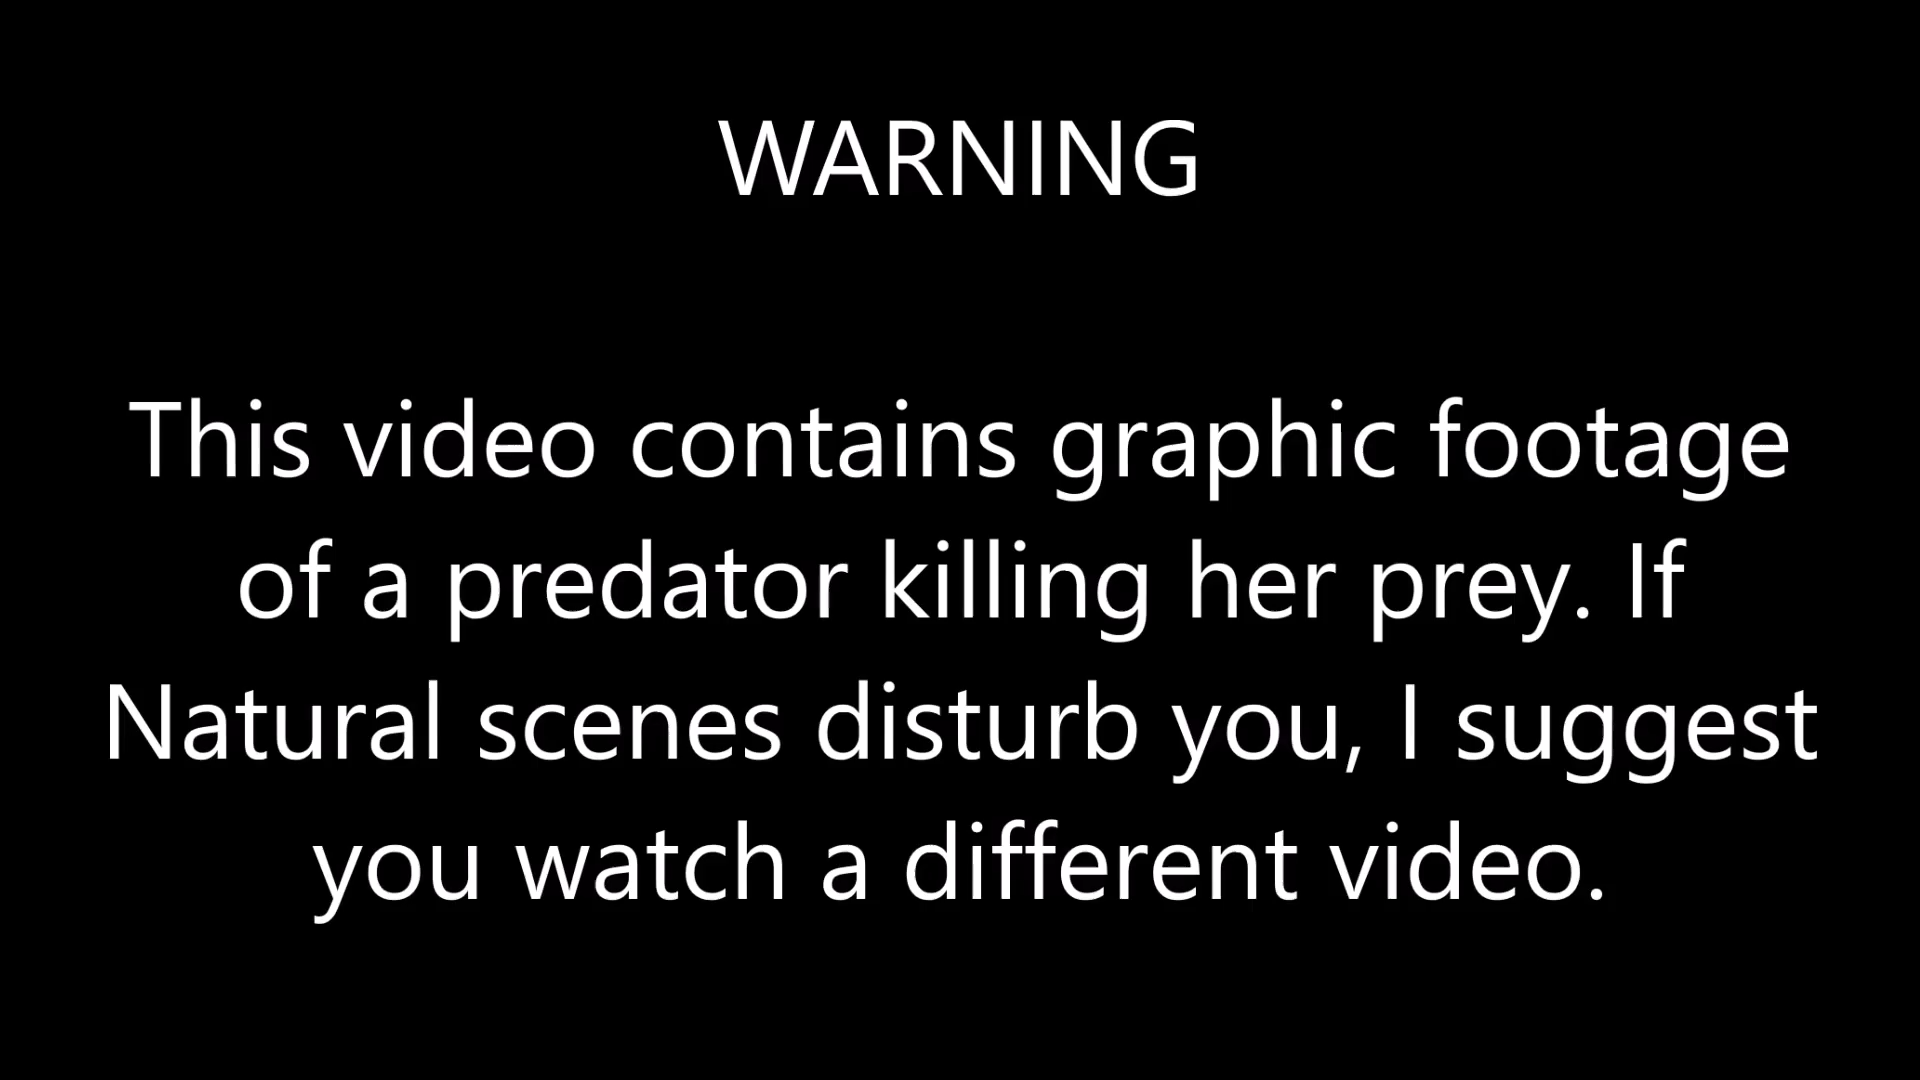 WARNING
This video contains graphic footage
of a predator killing her prey. If
Natural scenes disturb you, I suggest
you watch a different video.